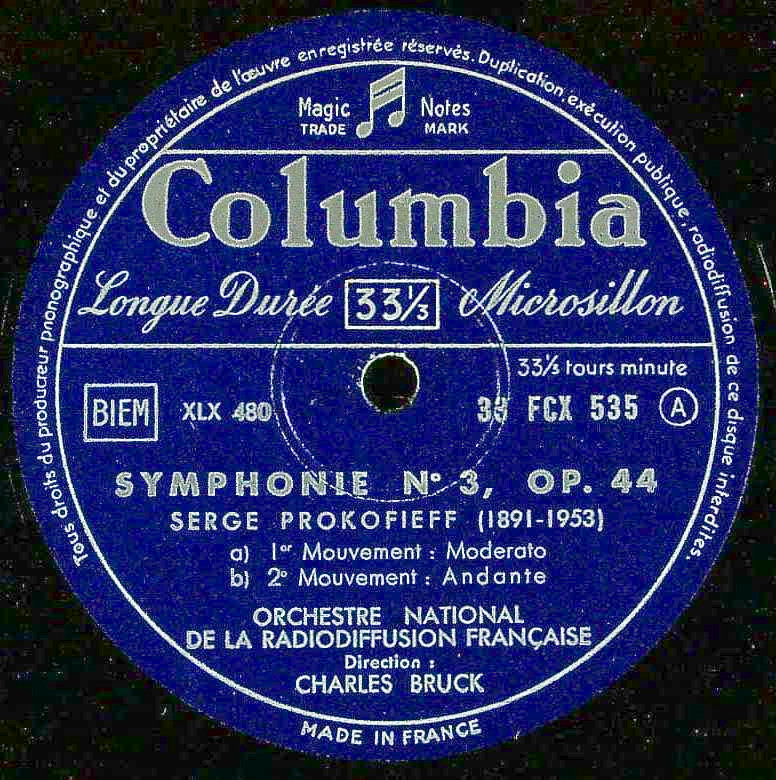 Tous droits du producteur phonographique et du propriétaire de l'œuvre enregistrée réservés. Duplication, exécution publique, radiodiffusion de ce disque interdites.
Magic Notes
TRADE MARK
Columbia
Longue Durée 33⅓ Microsillon
33⅓ tours minute
BIEM XLX 480 33 FCX 535 A
SYMPHONIE N° 3, OP. 44
SERGE PROKOFIEFF (1891-1953)
a) 1er Mouvement : Moderato
b) 2e Mouvement : Andante
ORCHESTRE NATIONAL
DE LA RADIODIFFUSION FRANÇAISE
Direction :
CHARLES BRUCK
MADE IN FRANCE